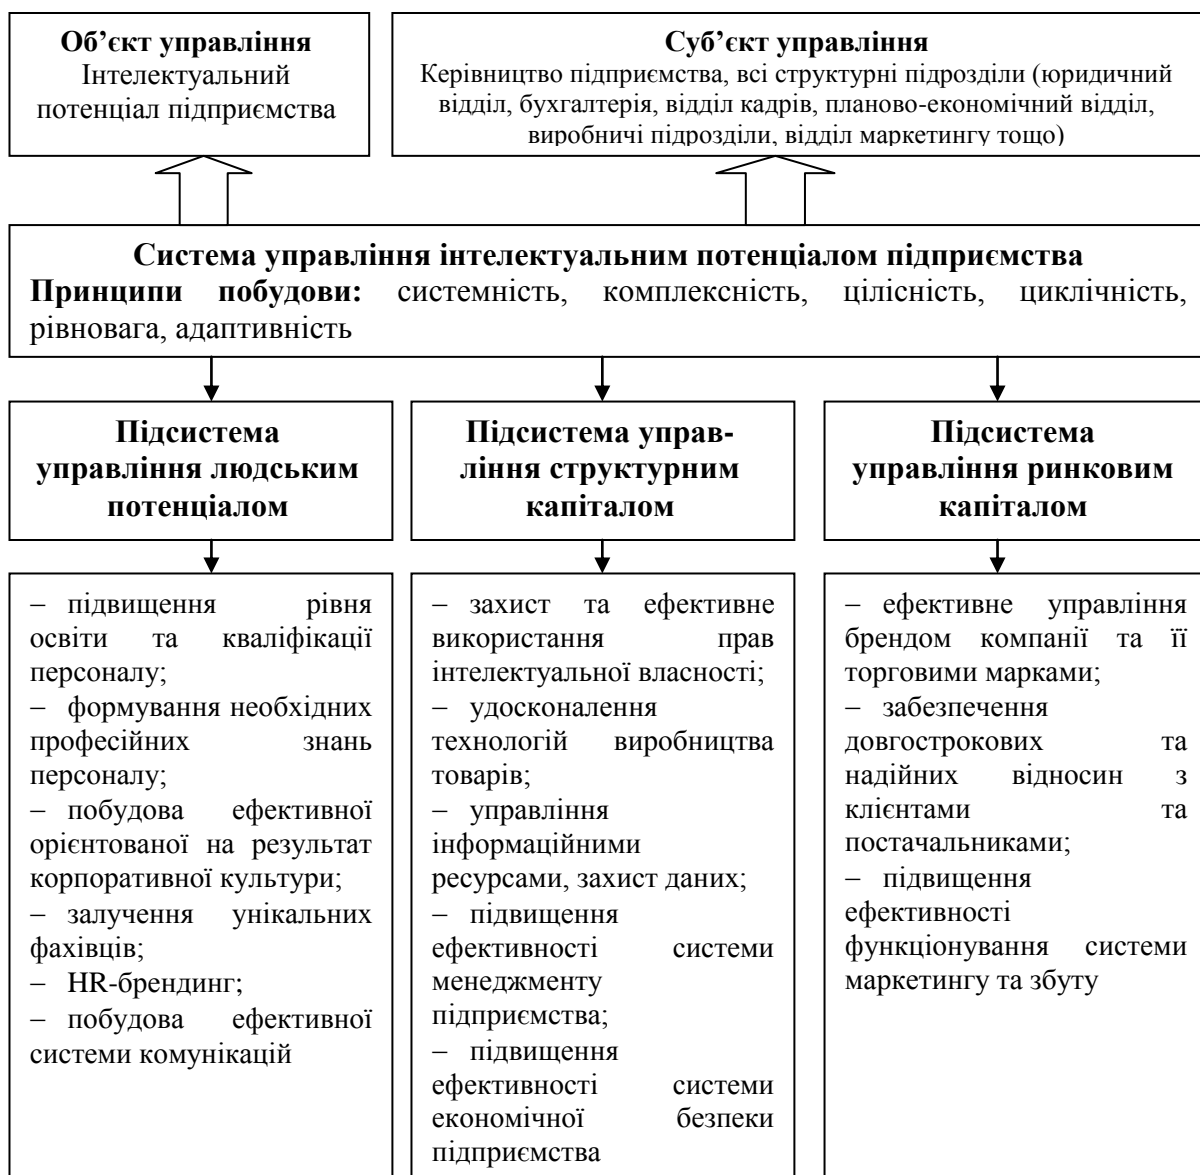 Об’єкт управління
Інтелектуальний
потенціал підприємства
Суб’єкт управління
Керівництво підприємства, всі структурні підрозділи (юридичний
відділ, бухгалтерія, відділ кадрів, планово-економічний відділ,
виробничі підрозділи, відділ маркетингу тощо)
Система управління інтелектуальним потенціалом підприємства
Принципи побудови: системність, комплексність, цілісність, циклічність,
рівновага, адаптивність
Підсистема
управління людським
потенціалом
Підсистема управ-
ління структурним
капіталом
Підсистема
управління ринковим
капіталом
– підвищення рівня
освіти та кваліфікації
персоналу;
– формування необхідних
професійних знань
персоналу;
– побудова ефективної
орієнтованої на результат
корпоративної культури;
– залучення унікальних
фахівців;
– HR-брендинг;
– побудова ефективної
системи комунікацій
– захист та ефективне
використання прав
інтелектуальної власності;
– удосконалення
технологій виробництва
товарів;
– управління
інформаційними
ресурсами, захист даних;
– підвищення
ефективності системи
менеджменту
підприємства;
– підвищення
ефективності системи
економічної безпеки
підприємства
– ефективне управління
брендом компанії та її
торговими марками;
– забезпечення
довгострокових та
надійних відносин з
клієнтами та
постачальниками;
– підвищення
ефективності
функціонування системи
маркетингу та збуту